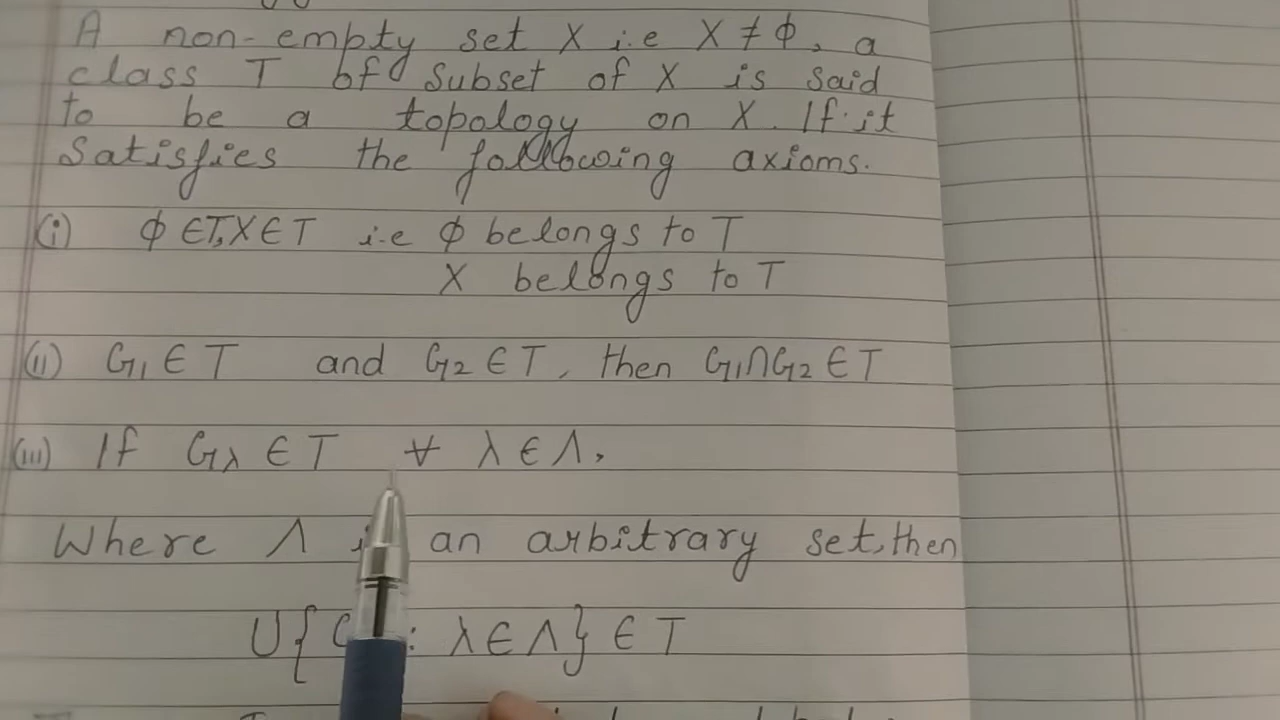 A non-empty set X i.e X ≠ ϕ, a
class T of Subset of X is said
to be a topology on X. If it
Satisfies the following axioms.
(i) ϕ ∈ T, X ∈ T i.e ϕ belongs to T
X belongs to T
(ii) G₁ ∈ T and G₂ ∈ T, then G₁∩G₂ ∈ T
(iii) If Gλ ∈ T ∀ λ ∈ Λ,
Where Λ an arbitrary set, then
∪{ : λ ∈ Λ} ∈ T